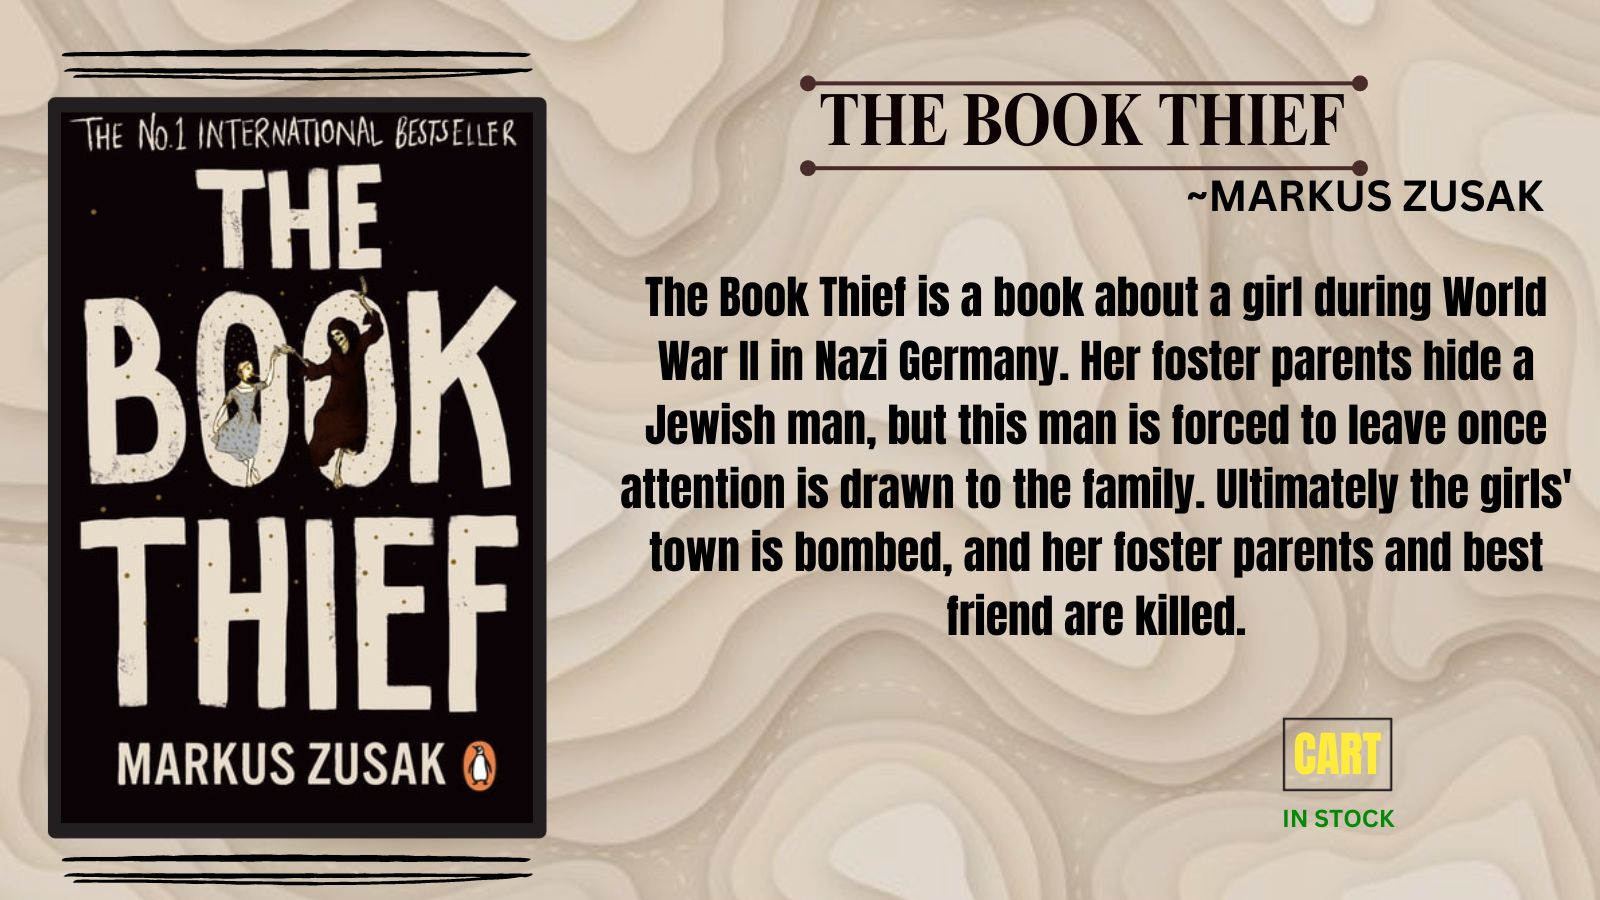 THE No.1 INTERNATIONAL BESTSELLER
THE
BOOK
THIEF
MARKUS ZUSAK
THE BOOK THIEF
~MARKUS ZUSAK
The Book Thief is a book about a girl during World
War II in Nazi Germany. Her foster parents hide a
Jewish man, but this man is forced to leave once
attention is drawn to the family. Ultimately the girls'
town is bombed, and her foster parents and best
friend are killed.
CART
IN STOCK